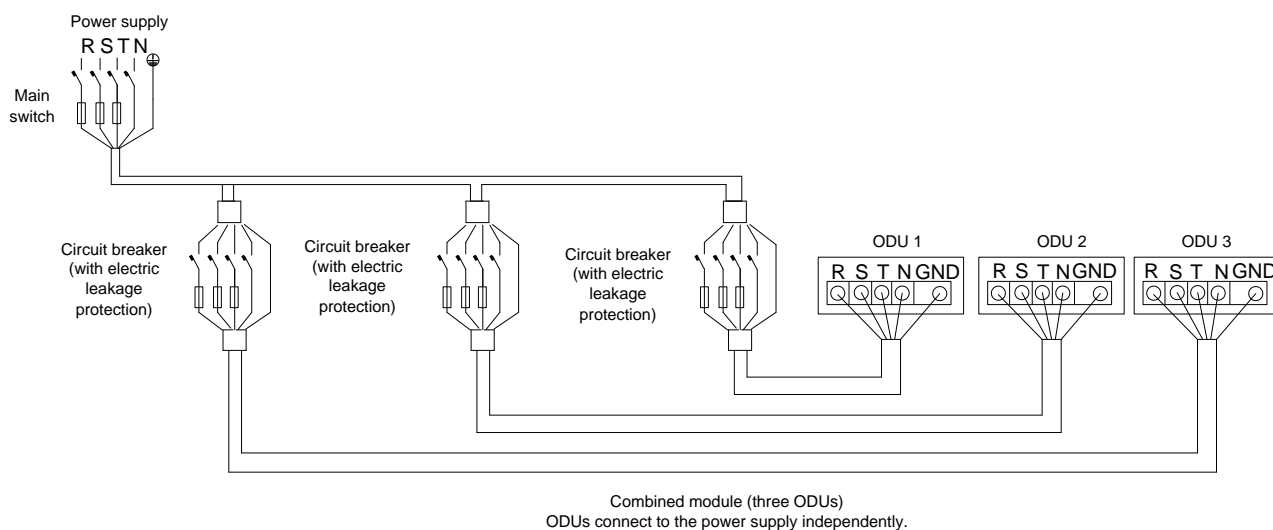 Power supply
R S T N
Main
switch
Circuit breaker
(with electric
leakage
protection)
Circuit breaker
(with electric
leakage
protection)
Circuit breaker
(with electric
leakage
protection)
ODU 1
R S T N GND
ODU 2
R S T N GND
ODU 3
R S T N GND
Combined module (three ODUs)
ODUs connect to the power supply independently.